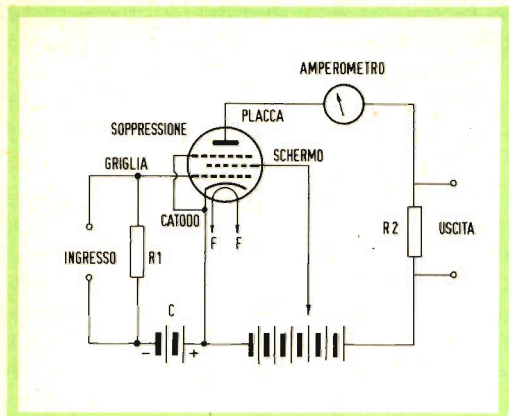 AMPEROMETRO
PLACCA
SOPPRESSIONE
SCHERMO
GRIGLIA
CATODO
F F
R2 USCITA
INGRESSO R1
C
- +